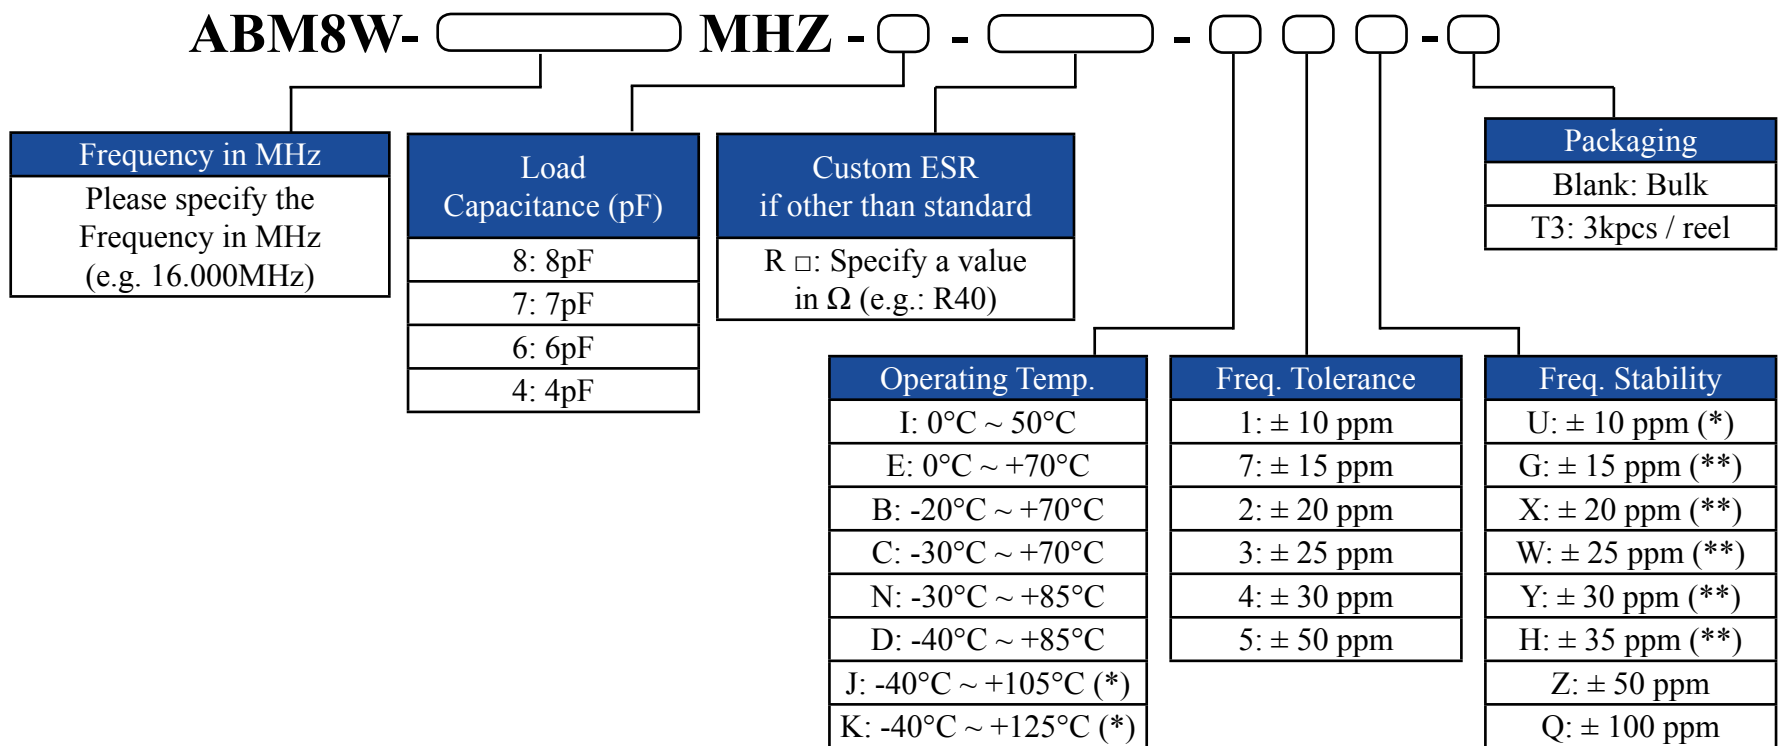 ABM8W- MHZ - - -
Frequency in MHz
Please specify the
Frequency in MHz
(e.g. 16.000MHz)
Load
Capacitance (pF)
8: 8pF
7: 7pF
6: 6pF
4: 4pF
Custom ESR
if other than standard
R □: Specify a value
in Ω (e.g.: R40)
Packaging
Blank: Bulk
T3: 3kpcs / reel
Operating Temp.
I: 0°C ~ 50°C
E: 0°C ~ +70°C
B: -20°C ~ +70°C
C: -30°C ~ +70°C
N: -30°C ~ +85°C
D: -40°C ~ +85°C
J: -40°C ~ +105°C (*)
K: -40°C ~ +125°C (*)
Freq. Tolerance
1: ± 10 ppm
7: ± 15 ppm
2: ± 20 ppm
3: ± 25 ppm
4: ± 30 ppm
5: ± 50 ppm
Freq. Stability
U: ± 10 ppm (*)
G: ± 15 ppm (**)
X: ± 20 ppm (**)
W: ± 25 ppm (**)
Y: ± 30 ppm (**)
H: ± 35 ppm (**)
Z: ± 50 ppm
Q: ± 100 ppm